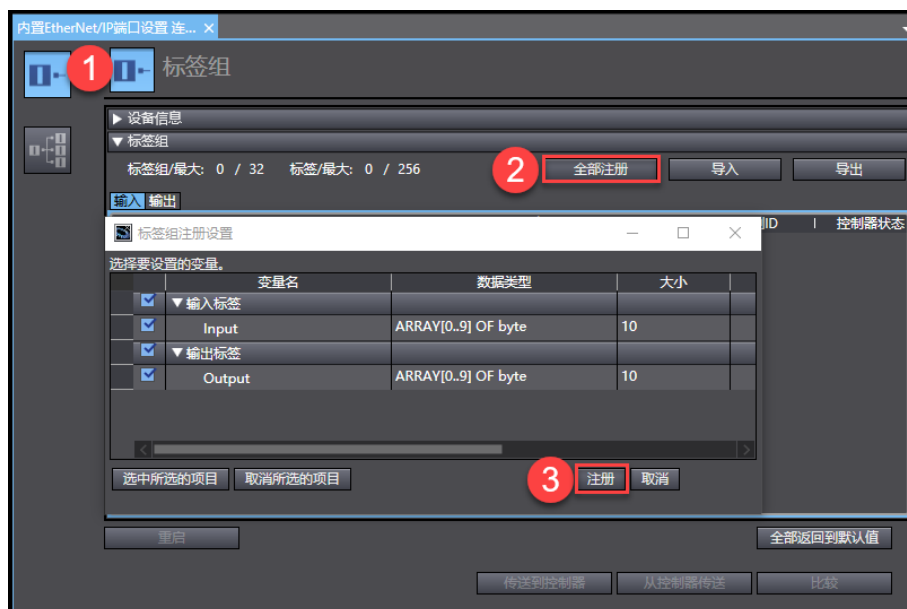 内置EtherNet/IP端口设置 连... ×
1
标签组
▶ 设备信息
▼ 标签组
标签组/最大: 0 / 32 标签/最大: 0 / 256
2
全部注册 导入 导出
输入 输出
ID | 控制器状态
标签组注册设置
选择要设置的变量。
变量名 数据类型 大小
▼ 输入标签
Input ARRAY[0..9] OF byte 10
▼ 输出标签
Output ARRAY[0..9] OF byte 10
选中所选的项目 取消所选的项目 3 注册 取消
重启 全部返回到默认值
传送到控制器 从控制器传送 比较